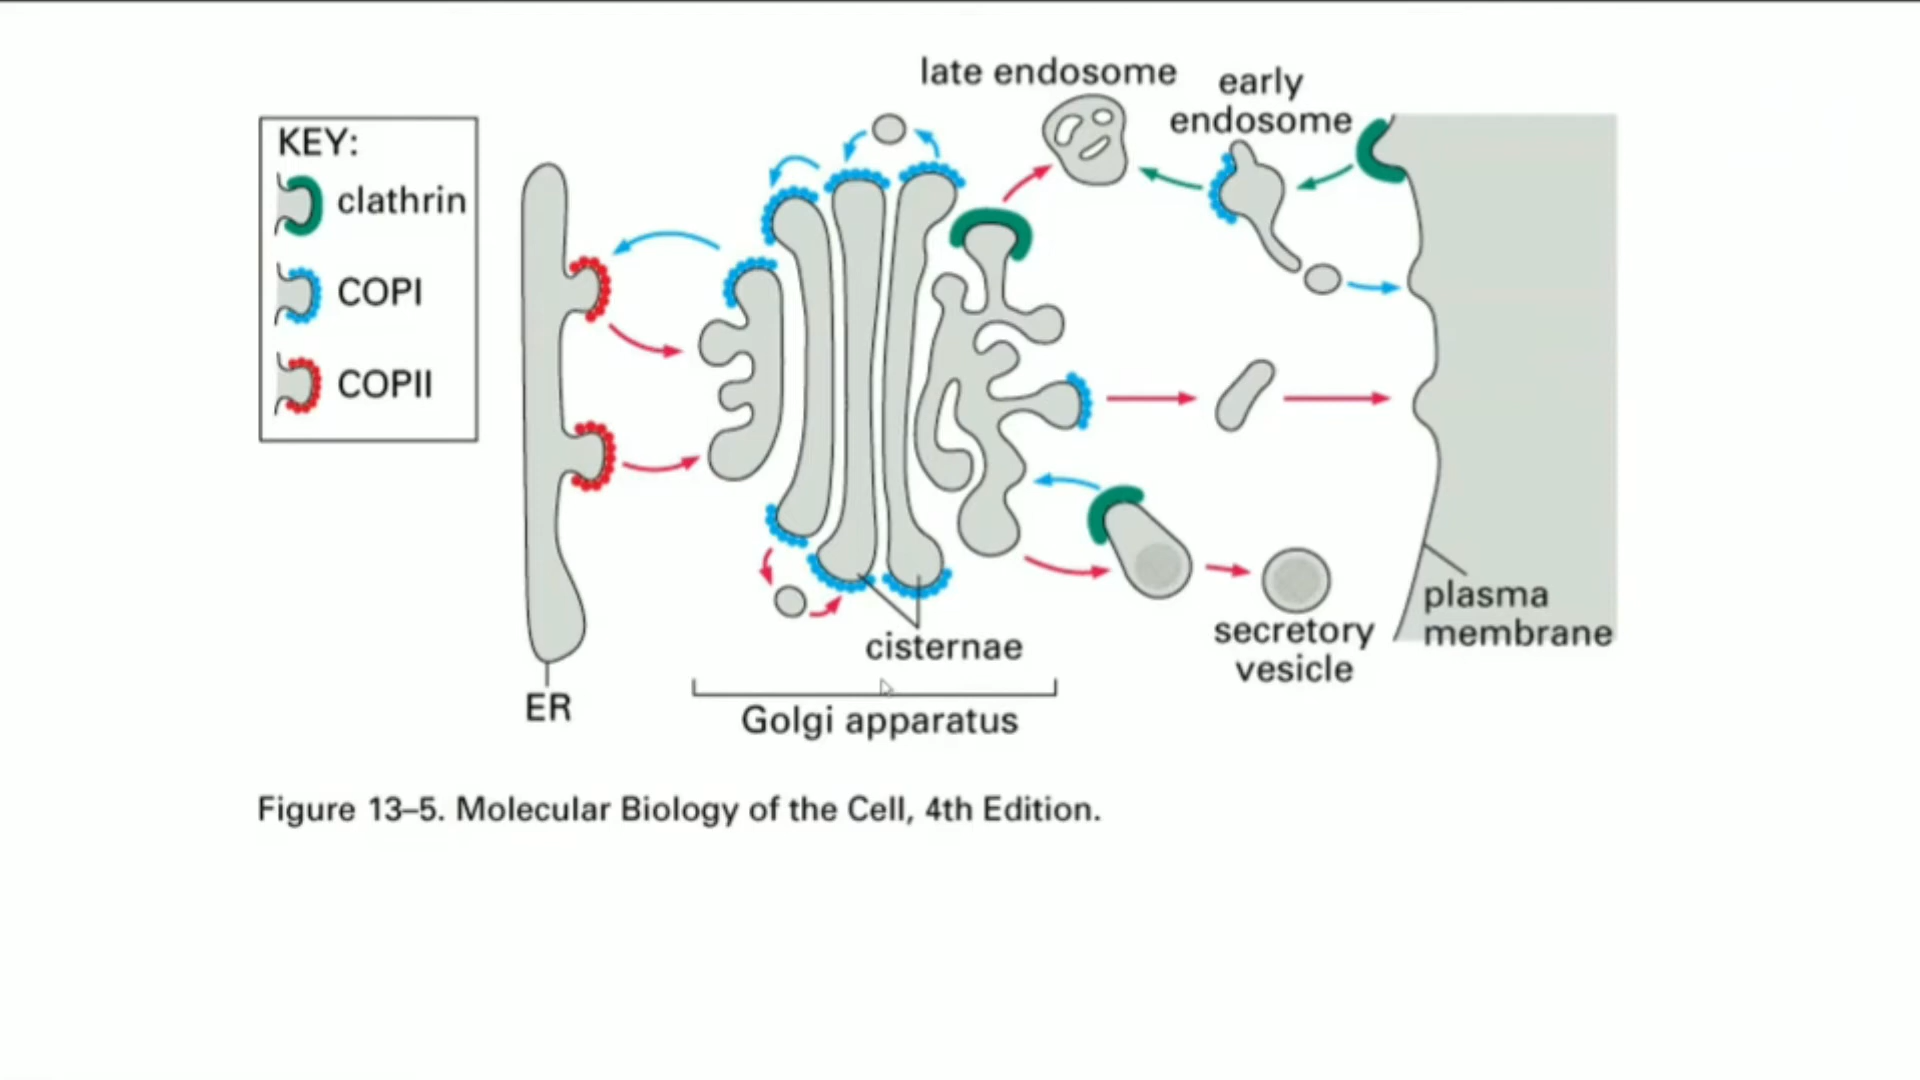 late endosome
early
endosome
KEY:
clathrin
COPI
COPII
cisternae
secretory
vesicle
plasma
membrane
ER
Golgi apparatus
Figure 13–5. Molecular Biology of the Cell, 4th Edition.